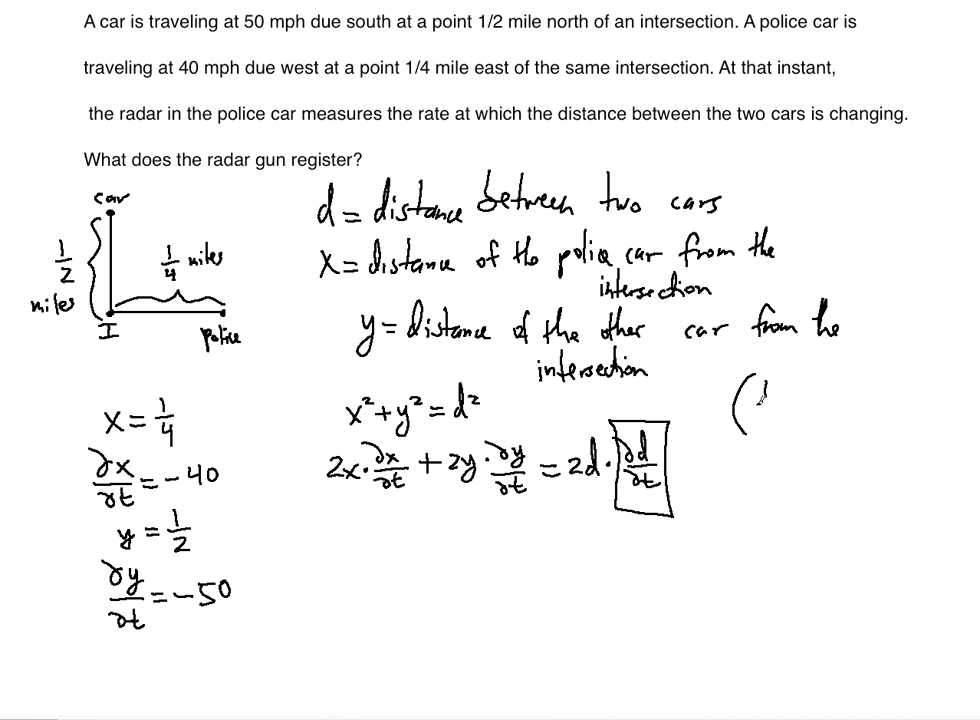 A car is traveling at 50 mph due south at a point 1/2 mile north of an intersection. A police car is
traveling at 40 mph due west at a point 1/4 mile east of the same intersection. At that instant,
the radar in the police car measures the rate at which the distance between the two cars is changing.
What does the radar gun register?
car
1/2 miles
1/4 miles
I
police
d = distance between two cars
x = distance of the police car from the
intersection
y = distance of the other car from the
intersection
x = 1/4
∂x/∂t = -40
y = 1/2
∂y/∂t = -50
x² + y² = d²
2x · ∂x/∂t + 2y · ∂y/∂t = 2d · ∂d/∂t
(